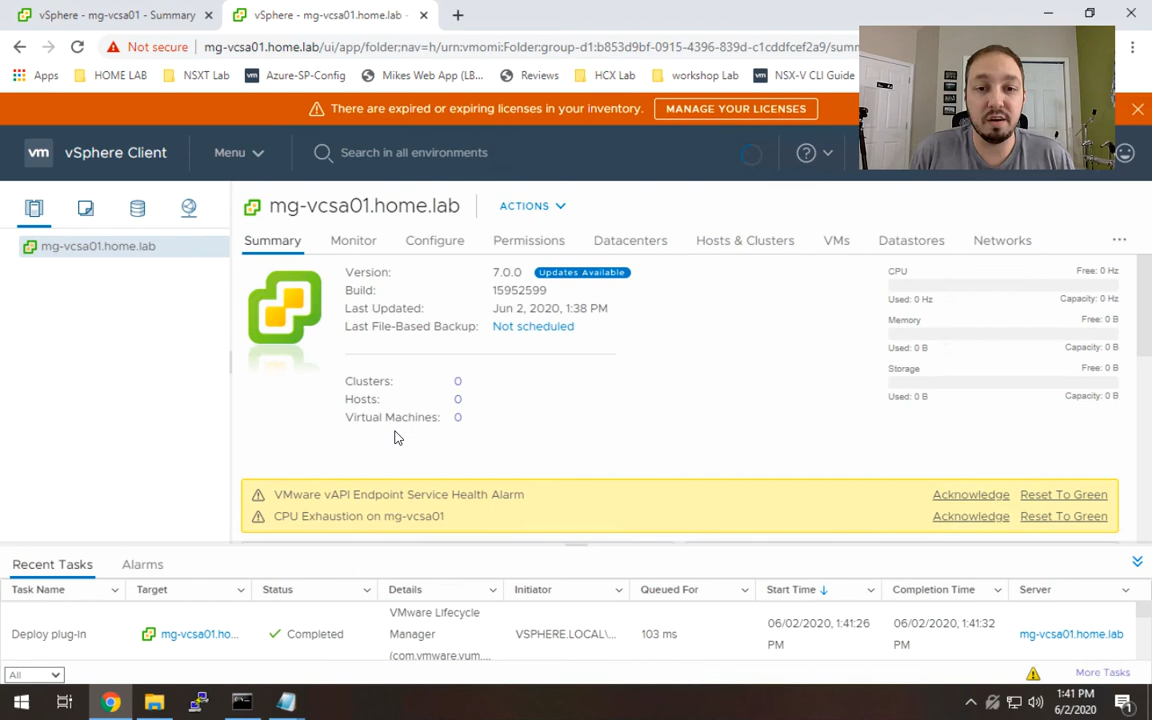 vSphere - mg-vcsa01 - Summary
vSphere - mg-vcsa01.home.lab -
Not secure
mg-vcsa01.home.lab/ui/app/folder;nav=h/urn:vmomi:Folder:group-d1:b853d9bf-0915-4396-839d-c1cddfcef2a9/summ
Apps
HOME LAB
NSXT Lab
vm
Azure-SP-Config
Mikes Web App (LB...
Reviews
HCX Lab
workshop Lab
vm
NSX-V CLI Guide
There are expired or expiring licenses in your inventory.
MANAGE YOUR LICENSES
vm
vSphere Client
Menu
Search in all environments
mg-vcsa01.home.lab
mg-vcsa01.home.lab
ACTIONS
Summary
Monitor
Configure
Permissions
Datacenters
Hosts & Clusters
VMs
Datastores
Networks
Version: 7.0.0 Updates Available
Build: 15952599
Last Updated: Jun 2, 2020, 1:38 PM
Last File-Based Backup: Not scheduled
Clusters: 0
Hosts: 0
Virtual Machines: 0
CPU Free: 0 Hz
Used: 0 Hz Capacity: 0 Hz
Memory Free: 0 B
Used: 0 B Capacity: 0 B
Storage Free: 0 B
Used: 0 B Capacity: 0 B
VMware vAPI Endpoint Service Health Alarm Acknowledge Reset To Green
CPU Exhaustion on mg-vcsa01 Acknowledge Reset To Green
Recent Tasks
Alarms
Task Name
Target
Status
Details
Initiator
Queued For
Start Time
Completion Time
Server
Deploy plug-in
mg-vcsa01.ho...
Completed
VMware Lifecycle
Manager
(com.vmware.vum....
VSPHERE.LOCAL\...
103 ms
06/02/2020, 1:41:26
PM
06/02/2020, 1:41:32
PM
mg-vcsa01.home.lab
All
More Tasks
1:41 PM
6/2/2020
1